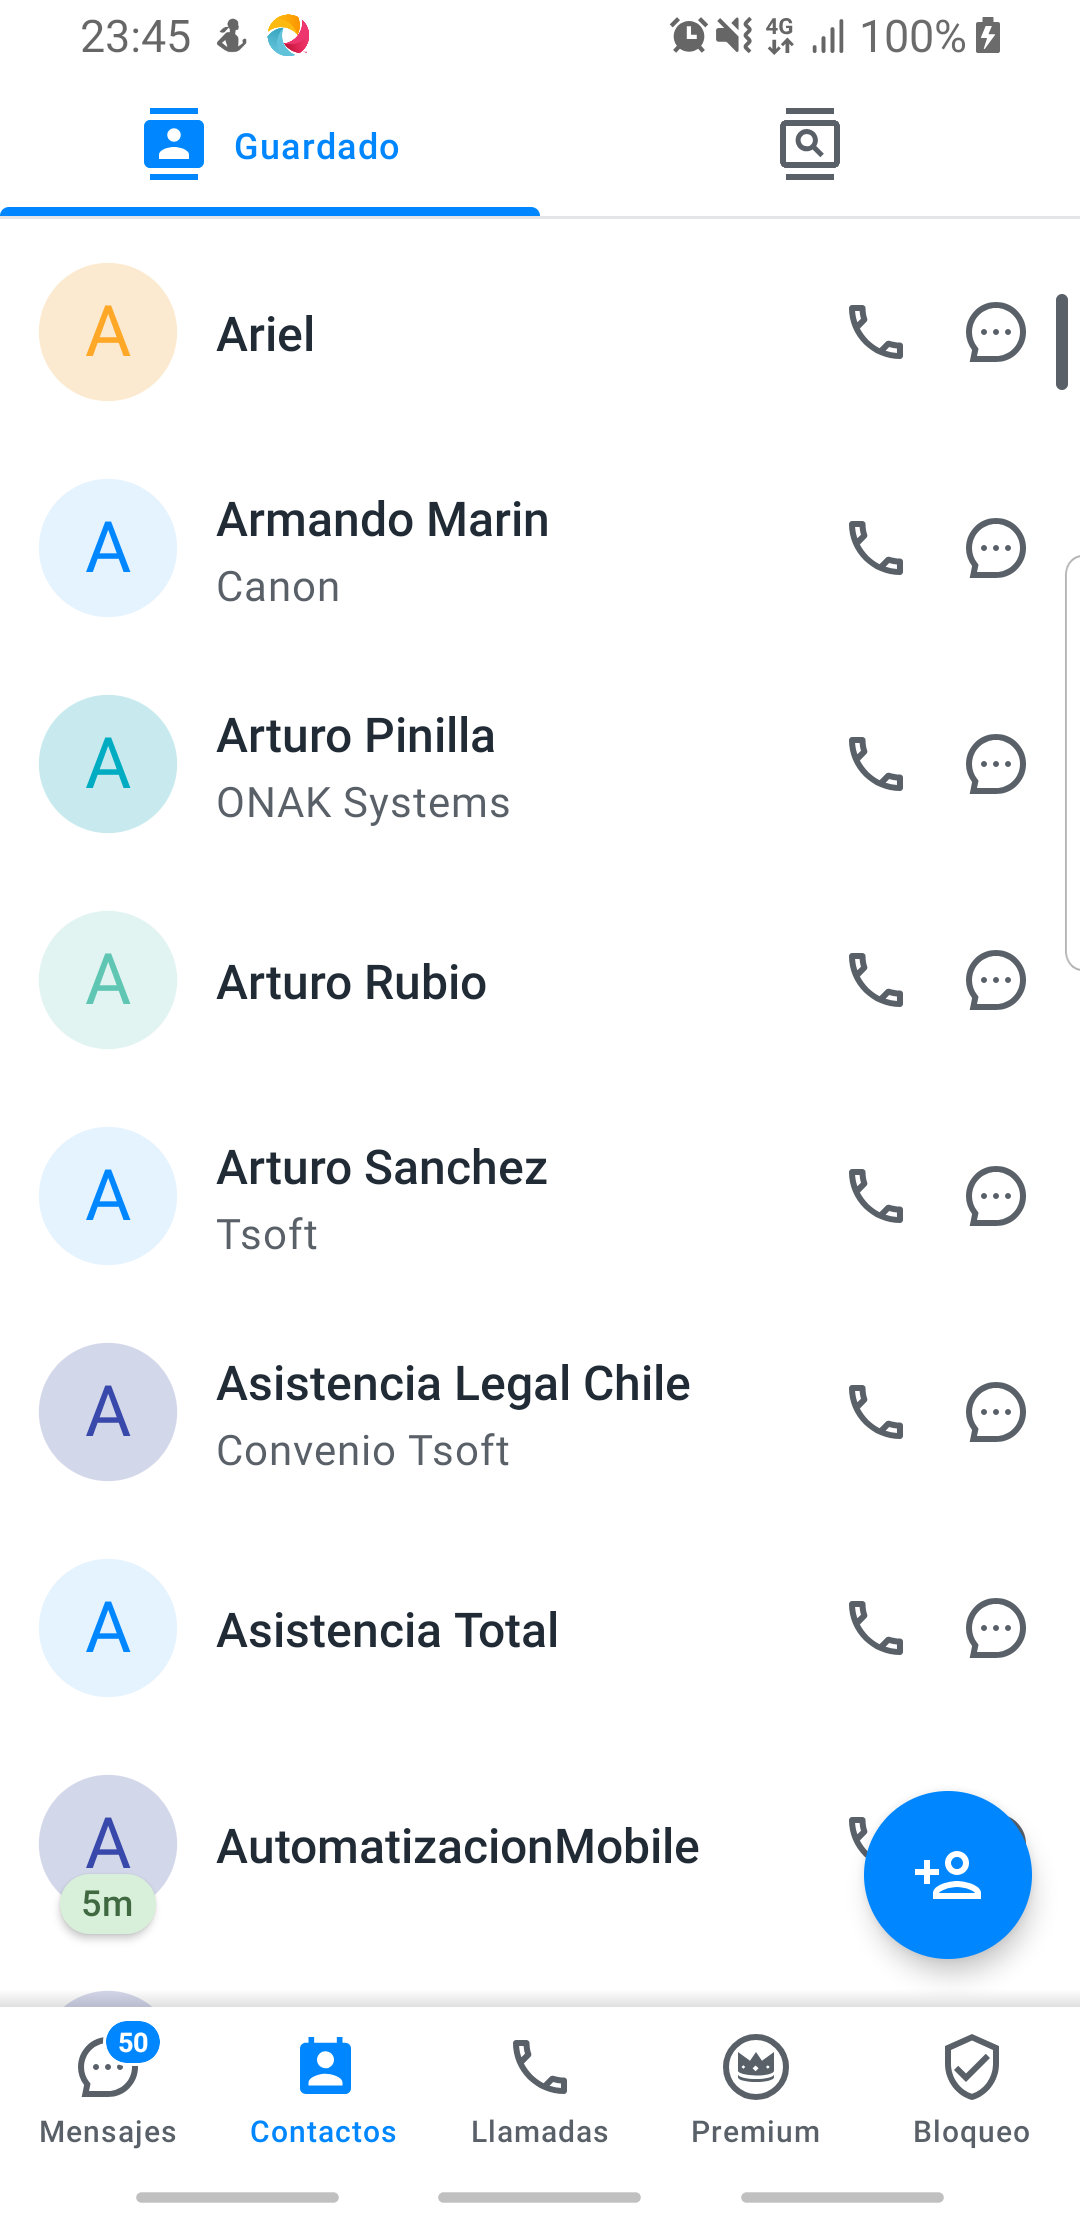 23:45
4G
100%
Guardado
A
Ariel
A
Armando Marin
Canon
A
Arturo Pinilla
ONAK Systems
A
Arturo Rubio
A
Arturo Sanchez
Tsoft
A
Asistencia Legal Chile
Convenio Tsoft
A
Asistencia Total
A
AutomatizacionMobile
5m
50
Mensajes
Contactos
Llamadas
Premium
Bloqueo